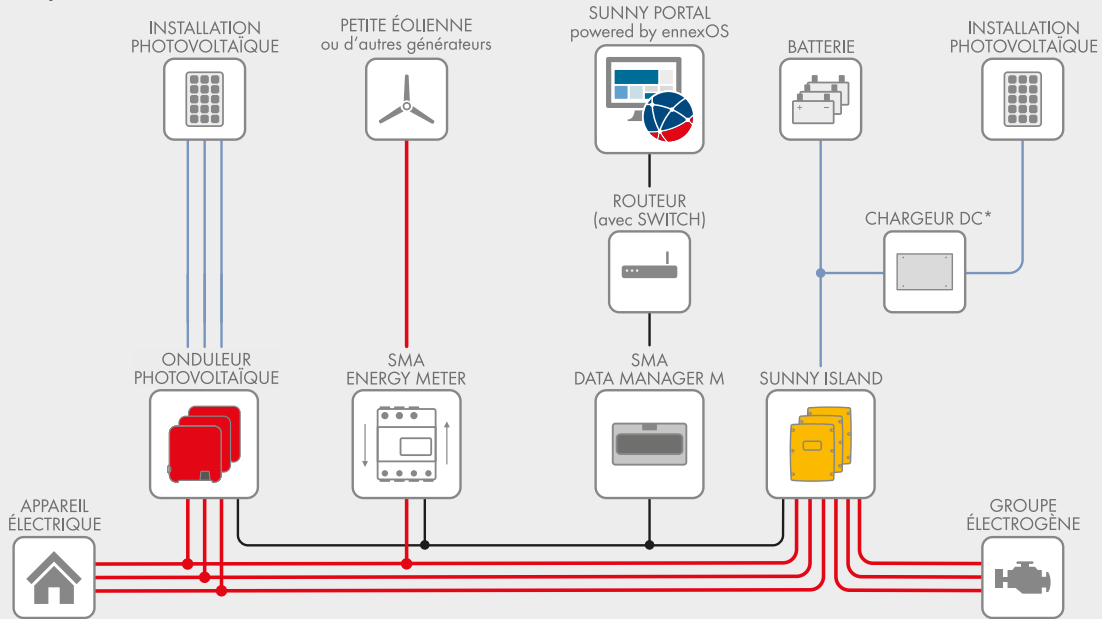 INSTALLATION
PHOTOVOLTAÏQUE
PETITE ÉOLIENNE
ou d'autres générateurs
SUNNY PORTAL
powered by ennexOS
BATTERIE
INSTALLATION
PHOTOVOLTAÏQUE
ROUTEUR
(avec SWITCH)
CHARGEUR DC*
ONDULEUR
PHOTOVOLTAÏQUE
SMA
ENERGY METER
SMA
DATA MANAGER M
SUNNY ISLAND
APPAREIL
ÉLECTRIQUE
GROUPE
ÉLECTROGÈNE